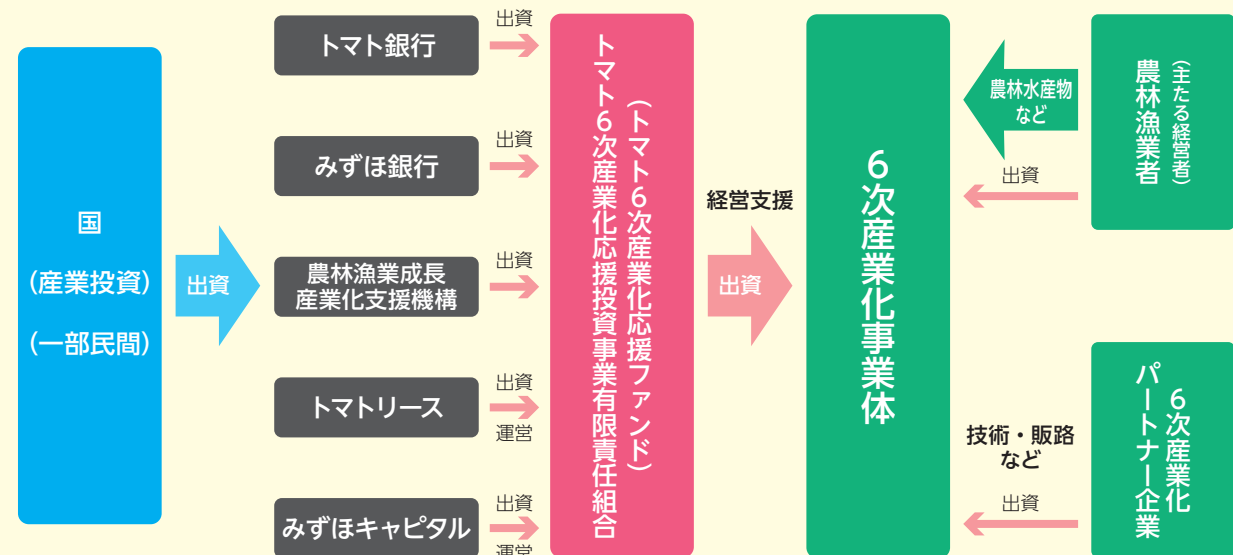 国
(産業投資)
(一部民間)
出資
トマト銀行
出資
みずほ銀行
出資
農林漁業成長
産業化支援機構
出資
トマトリース
出資
運営
みずほキャピタル
出資
運営
トマト6次産業化応援投資事業有限責任組合
(トマト6次産業化応援ファンド)
経営支援
出資
6次産業化事業体
農林水産物
など
出資
農林漁業者
(主たる経営者)
技術・販路
など
出資
6次産業化
パートナー企業